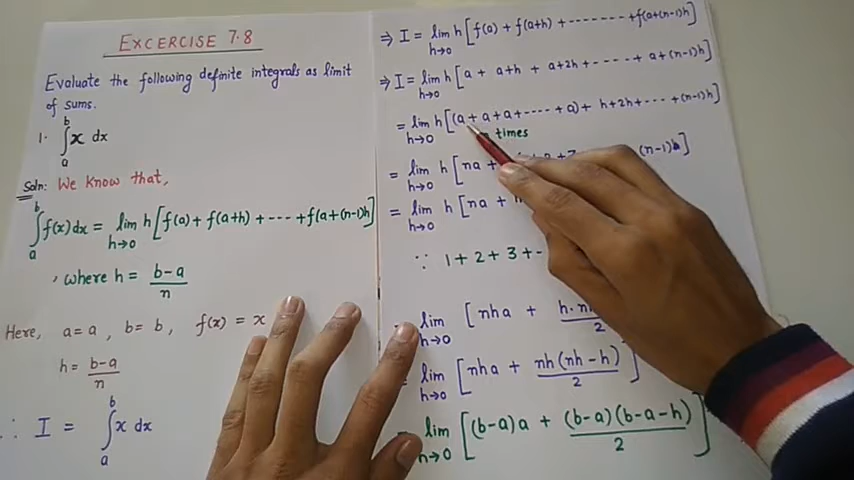 EXCERCISE 7.8
Evaluate the following definite integrals as limit
of sums.
1. ∫ₐᵇ x dx
Soln: We know that,
∫ₐᵇ f(x)dx = lim h→0 h[f(a) + f(a+h) + ---- + f(a+(n-1)h]
, where h = (b-a)/n
Here, a = a, b = b, f(x) = x
h = (b-a)/n
∴ I = ∫ₐᵇ x dx
⇒ I = lim h→0 h[f(a) + f(a+h) + ------- + f(a+(n-1)h]
⇒ I = lim h→0 h[a + a+h + a+2h + ----- + a+(n-1)h]
= lim h→0 h[(a+a+a+----+a) + h+2h+---+(n-1)h]
times
= lim h→0 h[na + (n-1)h]
= lim h→0 h[na +
∵ 1+2+3+-
lim h→0 [nha +
lim h→0 [nha + nh(nh-h)/2]
lim h→0 [(b-a)a + (b-a)(b-a-h)/2]